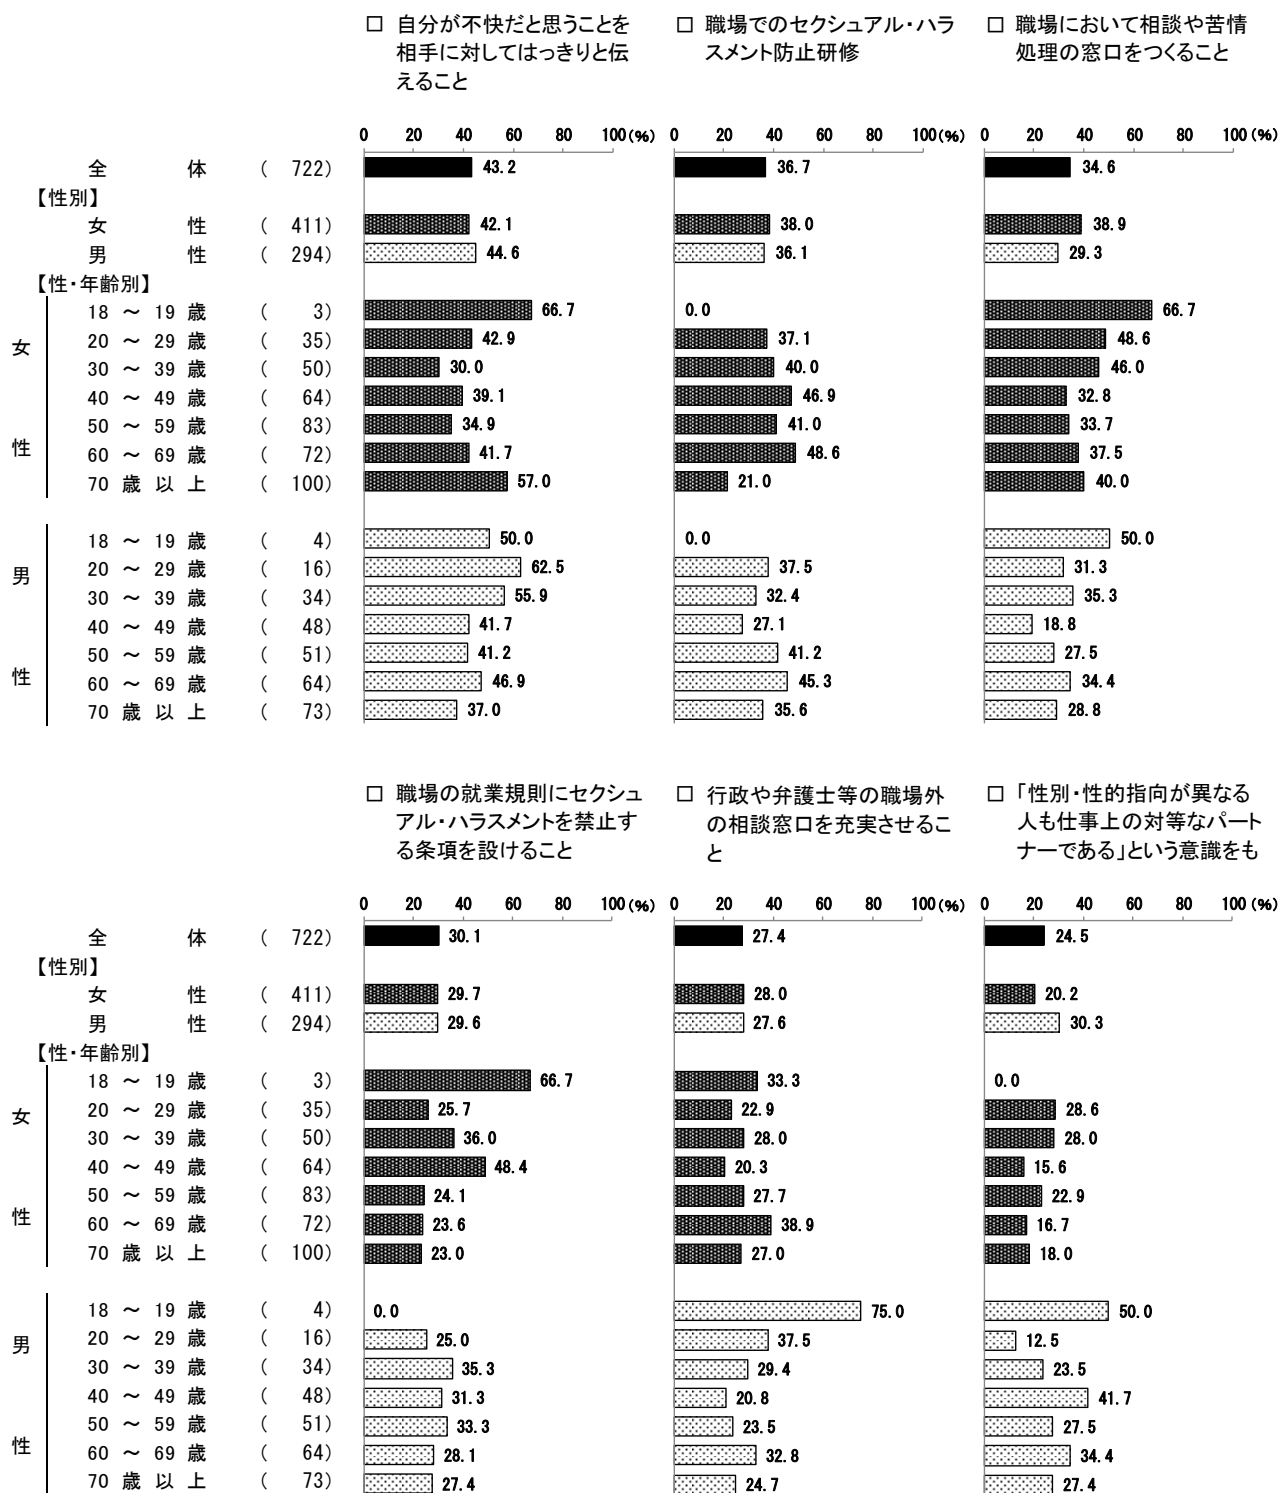 □ 自分が不快だと思うことを
相手に対してはっきりと伝
えること
□ 職場でのセクシュアル・ハラ
スメント防止研修
□ 職場において相談や苦情
処理の窓口をつくること
0 20 40 60 80 100(%) 0 20 40 60 80 100(%) 0 20 40 60 80 100(%)
全 体 ( 722) 43.2 36.7 34.6
【性別】
女 性 ( 411) 42.1 38.0 38.9
男 性 ( 294) 44.6 36.1 29.3
【性・年齢別】
女性
18 ～ 19 歳 ( 3) 66.7 0.0 66.7
20 ～ 29 歳 ( 35) 42.9 37.1 48.6
30 ～ 39 歳 ( 50) 30.0 40.0 46.0
40 ～ 49 歳 ( 64) 39.1 46.9 32.8
50 ～ 59 歳 ( 83) 34.9 41.0 33.7
60 ～ 69 歳 ( 72) 41.7 48.6 37.5
70 歳 以 上 ( 100) 57.0 21.0 40.0
男性
18 ～ 19 歳 ( 4) 50.0 0.0 50.0
20 ～ 29 歳 ( 16) 62.5 37.5 31.3
30 ～ 39 歳 ( 34) 55.9 32.4 35.3
40 ～ 49 歳 ( 48) 41.7 27.1 18.8
50 ～ 59 歳 ( 51) 41.2 41.2 27.5
60 ～ 69 歳 ( 64) 46.9 45.3 34.4
70 歳 以 上 ( 73) 37.0 35.6 28.8
□ 職場の就業規則にセクシュ
アル・ハラスメントを禁止す
る条項を設けること
□ 行政や弁護士等の職場外
の相談窓口を充実させるこ
と
□ 「性別・性的指向が異なる
人も仕事上の対等なパート
ナーである」という意識をも
0 20 40 60 80 100(%) 0 20 40 60 80 100(%) 0 20 40 60 80 100(%)
全 体 ( 722) 30.1 27.4 24.5
【性別】
女 性 ( 411) 29.7 28.0 20.2
男 性 ( 294) 29.6 27.6 30.3
【性・年齢別】
女性
18 ～ 19 歳 ( 3) 66.7 33.3 0.0
20 ～ 29 歳 ( 35) 25.7 22.9 28.6
30 ～ 39 歳 ( 50) 36.0 28.0 28.0
40 ～ 49 歳 ( 64) 48.4 20.3 15.6
50 ～ 59 歳 ( 83) 24.1 27.7 22.9
60 ～ 69 歳 ( 72) 23.6 38.9 16.7
70 歳 以 上 ( 100) 23.0 27.0 18.0
男性
18 ～ 19 歳 ( 4) 0.0 75.0 50.0
20 ～ 29 歳 ( 16) 25.0 37.5 12.5
30 ～ 39 歳 ( 34) 35.3 29.4 23.5
40 ～ 49 歳 ( 48) 31.3 20.8 41.7
50 ～ 59 歳 ( 51) 33.3 23.5 27.5
60 ～ 69 歳 ( 64) 28.1 32.8 34.4
70 歳 以 上 ( 73) 27.4 24.7 27.4